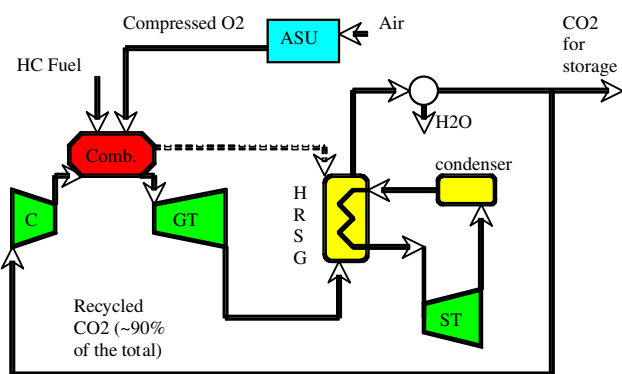 Compressed O2
ASU
Air
CO2
for
storage
HC Fuel
H2O
Comb.
condenser
H
R
S
G
C
GT
ST
Recycled
CO2 (~90%
of the total)